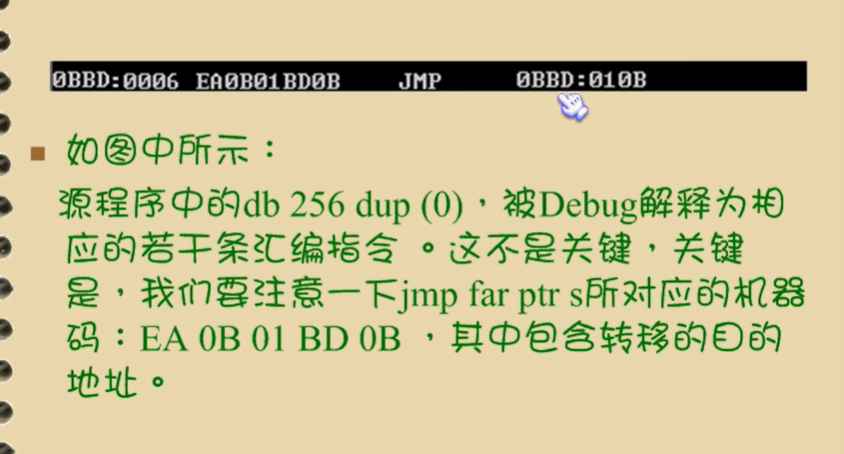 0BBD:0006 EA0B01BD0B JMP 0BBD:010B
如图中所示：
源程序中的db 256 dup (0)，被Debug解释为相
应的若干条汇编指令 。这不是关键，关键
是，我们要注意一下jmp far ptr s所对应的机器
码：EA 0B 01 BD 0B ，其中包含转移的目的
地址。